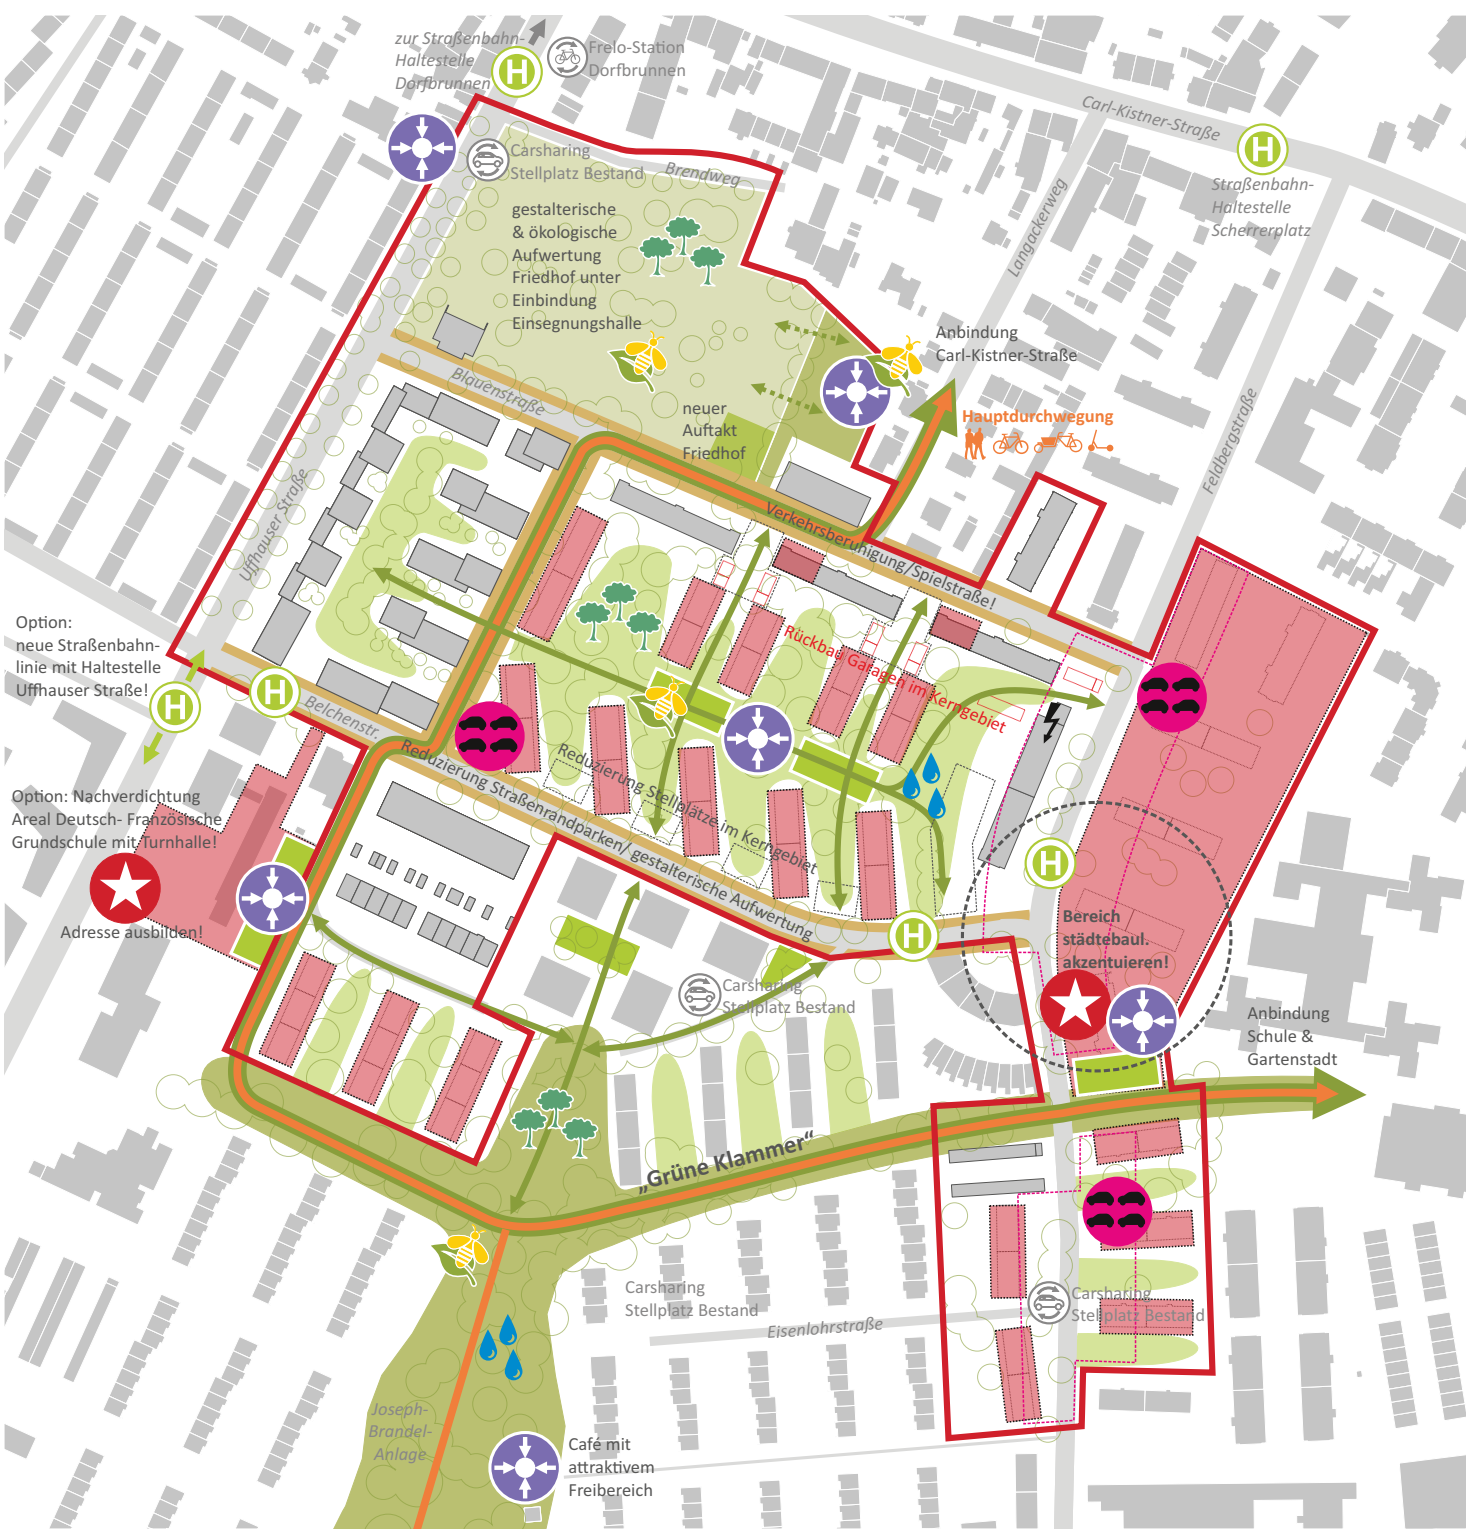 zur Straßenbahn-
Haltestelle
Dorfbrunnen
H
Frelo-Station
Dorfbrunnen
Carl-Kistner-Straße
H
Straßenbahn-
Haltestelle
Scherrerplatz
Carsharing
Stellplatz Bestand
Brendweg
Langackerweg
gestalterische
& ökologische
Aufwertung
Friedhof unter
Einbindung
Einsegnungshalle
Anbindung
Carl-Kistner-Straße
Blauenstraße
neuer
Auftakt
Friedhof
Hauptdurchwegung
Feldbergstraße
Uffhauser Straße
Verkehrsberuhigung/Spielstraße!
Option:
neue Straßenbahn-
linie mit Haltestelle
Uffhauser Straße!
H
H
Belchenstr.
Rückbau Garagen im Kerngebiet
Reduzierung Stellplätze im Kerngebiet
Reduzierung Straßenrandparken/ gestalterische Aufwertung
Option: Nachverdichtung
Areal Deutsch- Französische
Grundschule mit Turnhalle!
Adresse ausbilden!
H
H
Bereich
städtebaul.
akzentuieren!
Carsharing
Stellplatz Bestand
Anbindung
Schule &
Gartenstadt
„Grüne Klammer“
Carsharing
Stellplatz Bestand
Carsharing
Stellplatz Bestand
Eisenlohrstraße
Joseph-
Brandel-
Anlage
Café mit
attraktivem
Freibereich